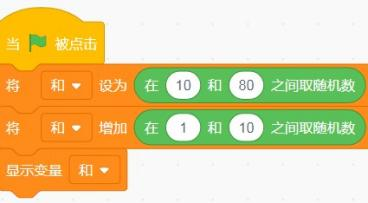 当 被点击
将 和 设为 在 10 和 80 之间取随机数
将 和 增加 在 1 和 10 之间取随机数
显示变量 和